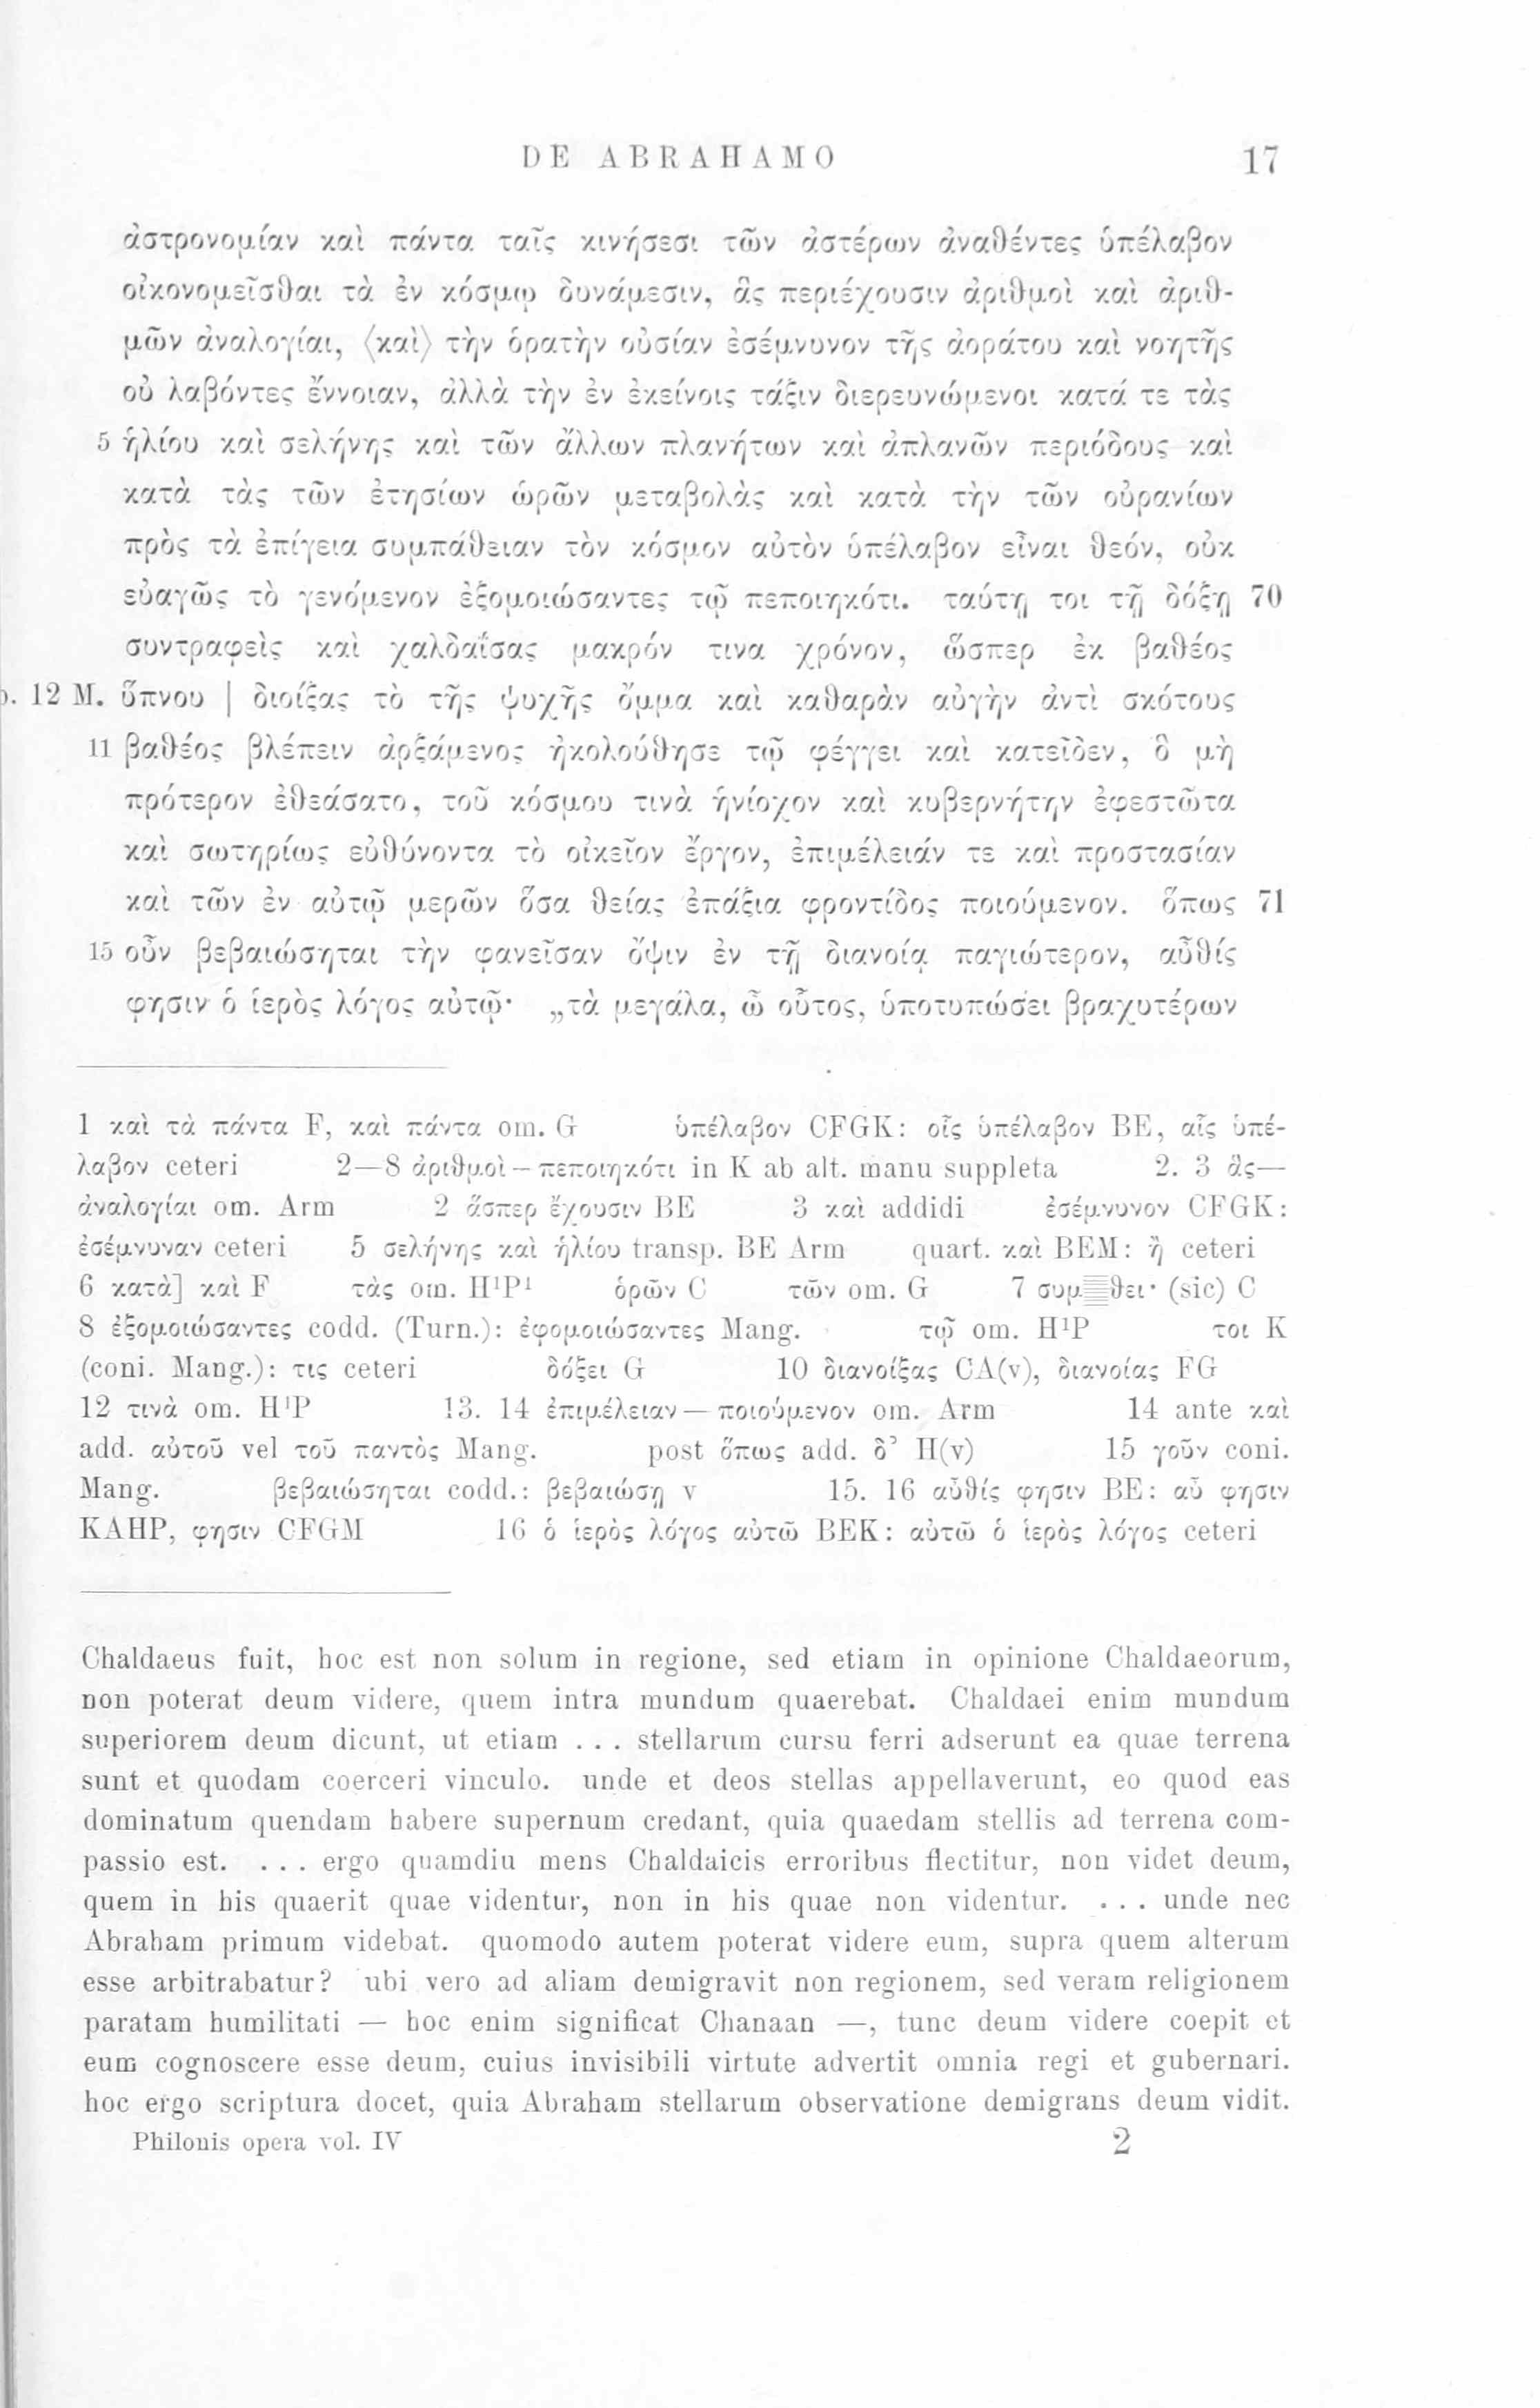 DE ABRAHAMO 17
ἀστρονομίαν καὶ πάντα ταῖς κινήσεσι τῶν ἀστέρων ἀναθέντες ὑπέλαβον
οἰκονομεῖσθαι τὰ ἐν κόσμῳ δυνάμεσιν, ἃς περιέχουσιν ἀριθμοὶ καὶ ἀριθ-
μῶν ἀναλογίαι, ⟨καὶ⟩ τὴν ὁρατὴν οὐσίαν ἐσέμνυνον τῆς ἀοράτου καὶ νοητῆς
οὐ λαβόντες ἔννοιαν, ἀλλὰ τὴν ἐν ἐκείνοις τάξιν διερευνώμενοι κατά τε τὰς
5 ἡλίου καὶ σελήνης καὶ τῶν ἄλλων πλανήτων καὶ ἀπλανῶν περιόδους καὶ
κατὰ τὰς τῶν ἐτησίων ὡρῶν μεταβολὰς καὶ κατὰ τὴν τῶν οὐρανίων
πρὸς τὰ ἐπίγεια συμπάθειαν τὸν κόσμον αὐτὸν ὑπέλαβον εἶναι θεόν, οὐκ
εὐαγῶς τὸ γενόμενον ἐξομοιώσαντες τῷ πεποιηκότι. ταύτῃ τοι τῇ δόξῃ 70
συντραφεὶς καὶ χαλδαΐσας μακρόν τινα χρόνον, ὥσπερ ἐκ βαθέος
p. 12 M. ὕπνου | διοίξας τὸ τῆς ψυχῆς ὄμμα καὶ καθαρὰν αὐγὴν ἀντὶ σκότους
11 βαθέος βλέπειν ἀρξάμενος ἠκολούθησε τῷ φέγγει καὶ κατεῖδεν, ὃ μὴ
πρότερον ἐθεάσατο, τοῦ κόσμου τινὰ ἡνίοχον καὶ κυβερνήτην ἐφεστῶτα
καὶ σωτηρίως εὐθύνοντα τὸ οἰκεῖον ἔργον, ἐπιμέλειάν τε καὶ προστασίαν
καὶ τῶν ἐν αὐτῷ μερῶν ὅσα θείας ἐπάξια φροντίδος ποιούμενον. ὅπως 71
15 οὖν βεβαιώσηται τὴν φανεῖσαν ὄψιν ἐν τῇ διανοίᾳ παγιώτερον, αὖθίς
φησιν ὁ ἱερὸς λόγος αὐτῷ· „τὰ μεγάλα, ὦ οὗτος, ὑποτυπώσει βραχυτέρων
1 καὶ τὰ πάντα F, καὶ πάντα om. G ὑπέλαβον CFGK: οἷς ὑπέλαβον BE, αἷς ὑπέ-
λαβον ceteri 2—8 ἀριθμοὶ—πεποιηκότι in K ab alt. manu suppleta 2. 3 ἃς—
ἀναλογίαι om. Arm 2 ἅσπερ ἔχουσιν BE 3 καὶ addidi ἐσέμνυνον CFGK:
ἐσέμνυναν ceteri 5 σελήνης καὶ ἡλίου transp. BE Arm quart. καὶ BEM: ἢ ceteri
6 κατὰ] καὶ F τὰς om. H¹P¹ ὁρῶν C τῶν om. G 7 συμ θει· (sic) C
8 ἐξομοιώσαντες codd. (Turn.): ἐφομοιώσαντες Mang. τῷ om. H¹P τοι K
(coni. Mang.): τις ceteri δόξει G 10 διανοίξας CA(v), διανοίας FG
12 τινὰ om. H¹P 13. 14 ἐπιμέλειαν—ποιούμενον om. Arm 14 ante καὶ
add. αὐτοῦ vel τοῦ παντὸς Mang. post ὅπως add. δ’ H(v) 15 γοῦν coni.
Mang. βεβαιώσηται codd.: βεβαιώσῃ v 15. 16 αὖθίς φησιν BE: αὖ φησιν
KAHP, φησιν CFGM 16 ὁ ἱερὸς λόγος αὐτῶ BEK: αὐτῶ ὁ ἱερὸς λόγος ceteri
Chaldaeus fuit, hoc est non solum in regione, sed etiam in opinione Chaldaeorum,
non poterat deum videre, quem intra mundum quaerebat. Chaldaei enim mundum
superiorem deum dicunt, ut etiam . . . stellarum cursu ferri adserunt ea quae terrena
sunt et quodam coerceri vinculo. unde et deos stellas appellaverunt, eo quod eas
dominatum quendam habere supernum credant, quia quaedam stellis ad terrena com-
passio est. . . . ergo quamdiu mens Chaldaicis erroribus flectitur, non videt deum,
quem in his quaerit quae videntur, non in his quae non videntur. . . . unde nec
Abraham primum videbat. quomodo autem poterat videre eum, supra quem alterum
esse arbitrabatur? ubi vero ad aliam demigravit non regionem, sed veram religionem
paratam humilitati — hoc enim significat Chanaan —, tunc deum videre coepit et
eum cognoscere esse deum, cuius invisibili virtute advertit omnia regi et gubernari.
hoc ergo scriptura docet, quia Abraham stellarum observatione demigrans deum vidit.
Philonis opera vol. IV 2